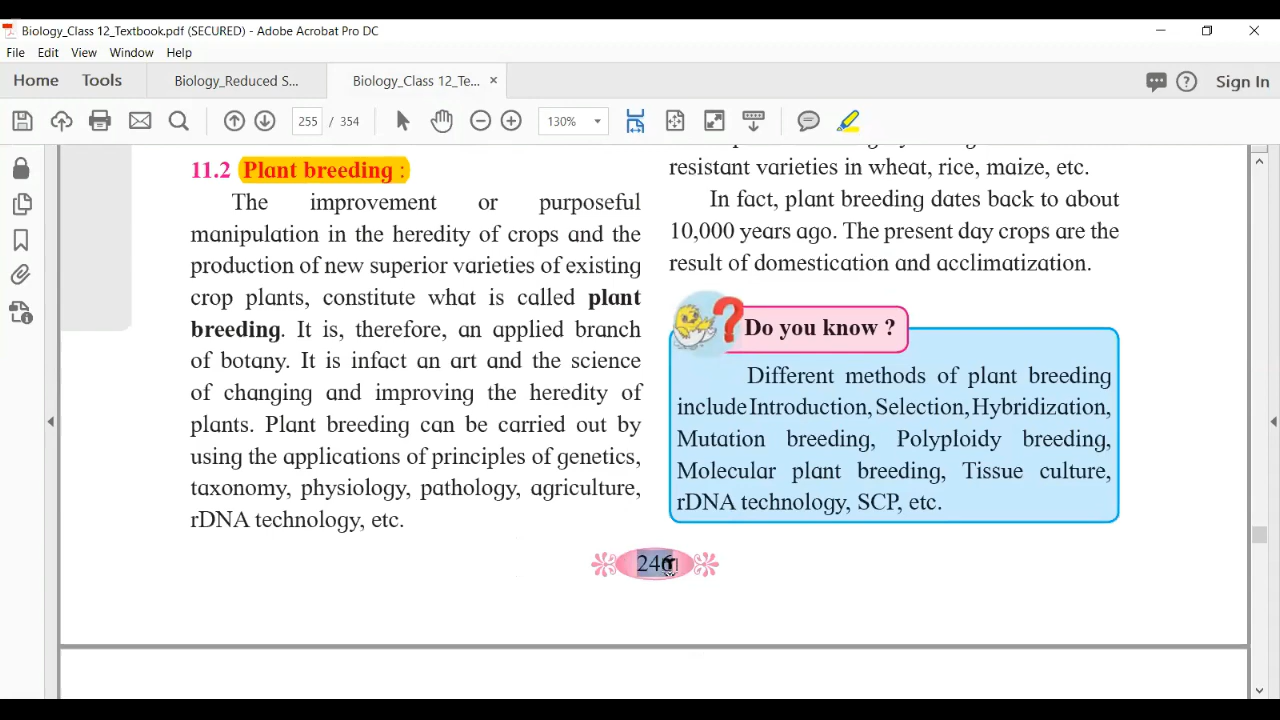 Biology_Class 12_Textbook.pdf (SECURED) - Adobe Acrobat Pro DC
File Edit View Window Help
Home Tools Biology_Reduced S... Biology_Class 12_Te... ×
Sign In
255 / 354 130%
11.2 Plant breeding :
The improvement or purposeful
manipulation in the heredity of crops and the
production of new superior varieties of existing
crop plants, constitute what is called plant
breeding. It is, therefore, an applied branch
of botany. It is infact an art and the science
of changing and improving the heredity of
plants. Plant breeding can be carried out by
using the applications of principles of genetics,
taxonomy, physiology, pathology, agriculture,
rDNA technology, etc.
resistant varieties in wheat, rice, maize, etc.
In fact, plant breeding dates back to about
10,000 years ago. The present day crops are the
result of domestication and acclimatization.
Do you know ?
Different methods of plant breeding
include Introduction, Selection, Hybridization,
Mutation breeding, Polyploidy breeding,
Molecular plant breeding, Tissue culture,
rDNA technology, SCP, etc.
246